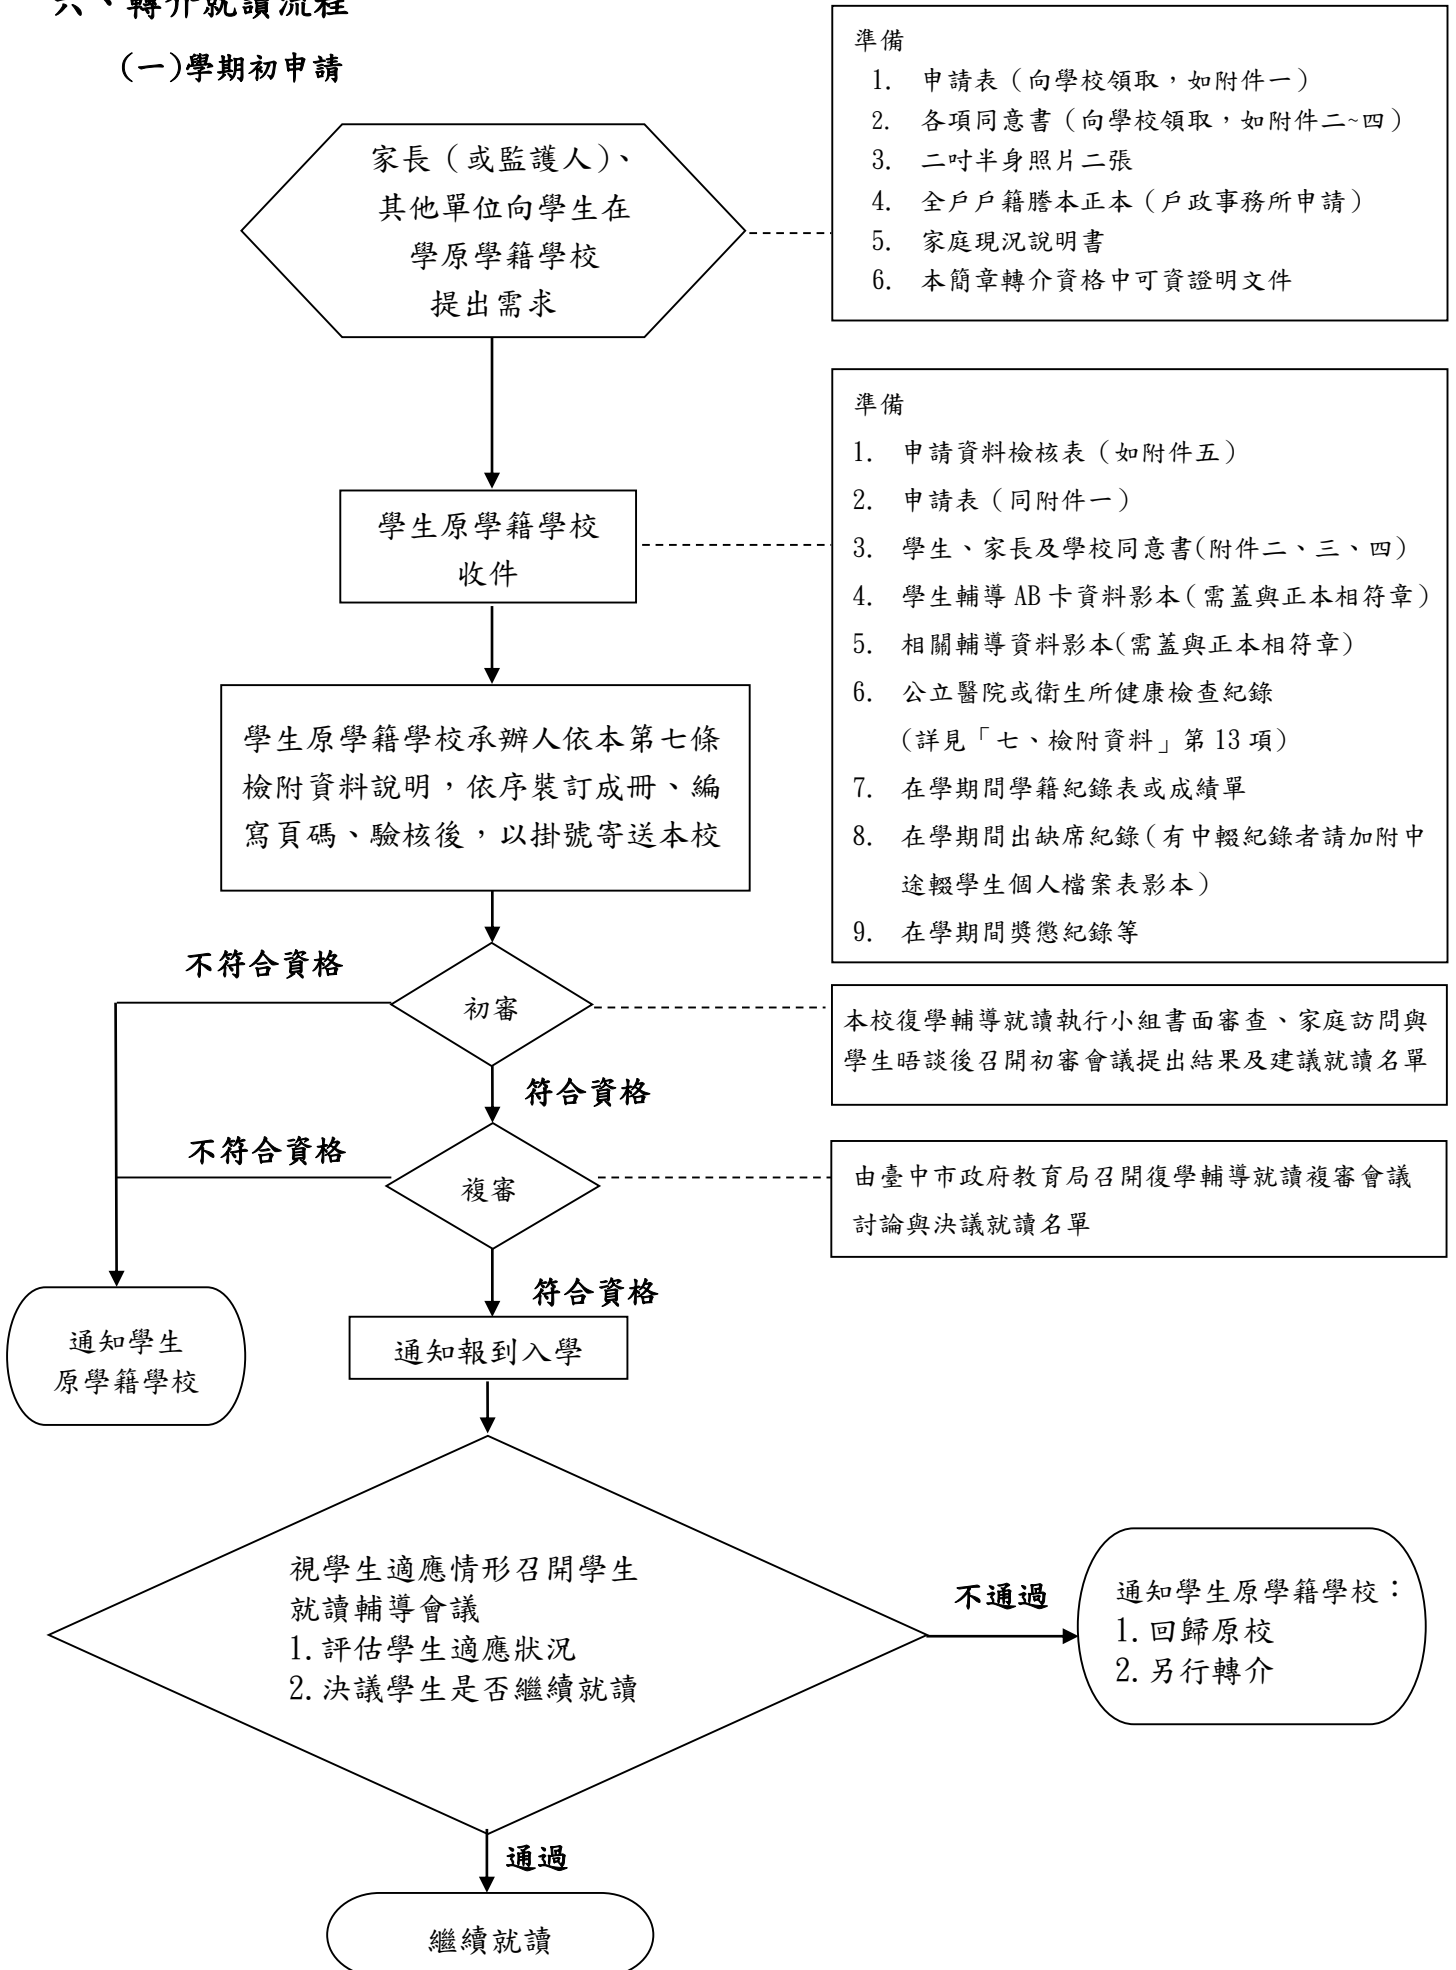 六、轉介就讀流程
(一)學期初申請
準備
1. 申請表（向學校領取，如附件一）
2. 各項同意書（向學校領取，如附件二~四）
3. 二吋半身照片二張
4. 全戶戶籍謄本正本（戶政事務所申請）
5. 家庭現況說明書
6. 本簡章轉介資格中可資證明文件
家長（或監護人）、
其他單位向學生在
學原學籍學校
提出需求
準備
1. 申請資料檢核表（如附件五）
2. 申請表（同附件一）
3. 學生、家長及學校同意書(附件二、三、四)
4. 學生輔導 AB 卡資料影本(需蓋與正本相符章)
5. 相關輔導資料影本(需蓋與正本相符章)
6. 公立醫院或衛生所健康檢查紀錄
(詳見「七、檢附資料」第 13 項)
7. 在學期間學籍紀錄表或成績單
8. 在學期間出缺席紀錄(有中輟紀錄者請加附中
途輟學生個人檔案表影本)
9. 在學期間獎懲紀錄等
學生原學籍學校
收件
學生原學籍學校承辦人依本第七條
檢附資料說明，依序裝訂成冊、編
寫頁碼、驗核後，以掛號寄送本校
不符合資格
初審
本校復學輔導就讀執行小組書面審查、家庭訪問與
學生晤談後召開初審會議提出結果及建議就讀名單
符合資格
不符合資格
複審
由臺中市政府教育局召開復學輔導就讀複審會議
討論與決議就讀名單
符合資格
通知學生
原學籍學校
通知報到入學
視學生適應情形召開學生
就讀輔導會議
1.評估學生適應狀況
2.決議學生是否繼續就讀
不通過
通知學生原學籍學校：
1.回歸原校
2.另行轉介
通過
繼續就讀